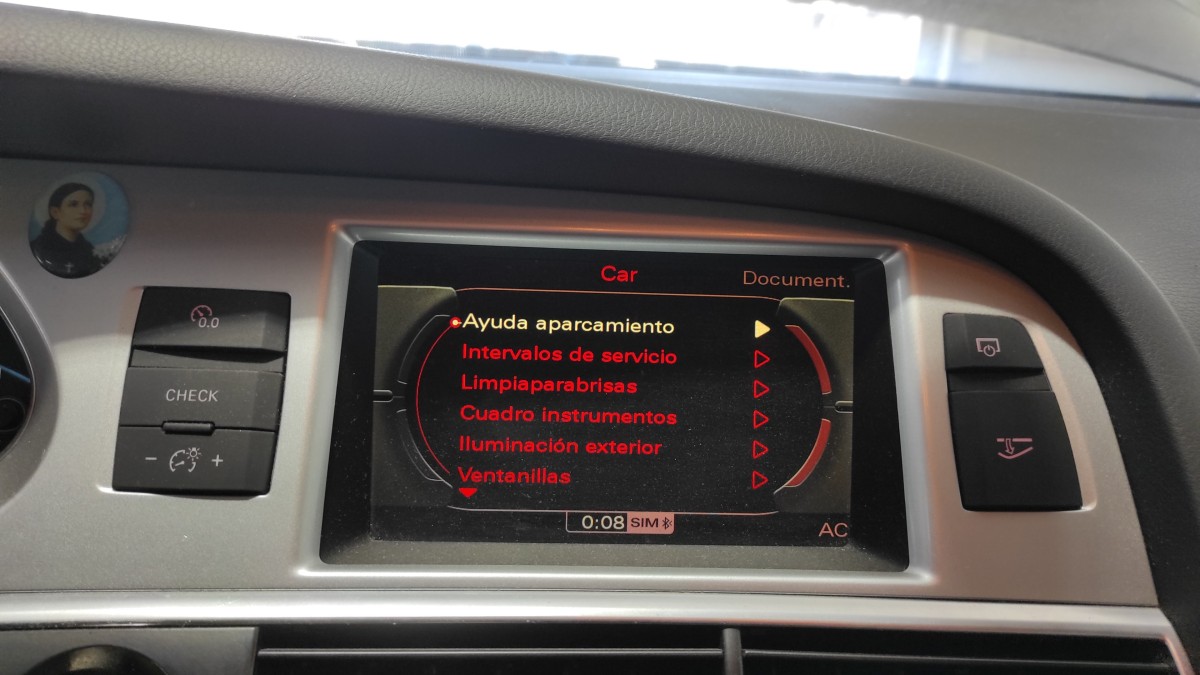 Car
Document.
Ayuda aparcamiento
Intervalos de servicio
Limpiaparabrisas
Cuadro instrumentos
Iluminación exterior
Ventanillas
0:08 SIM
AC
0.0
CHECK
- +